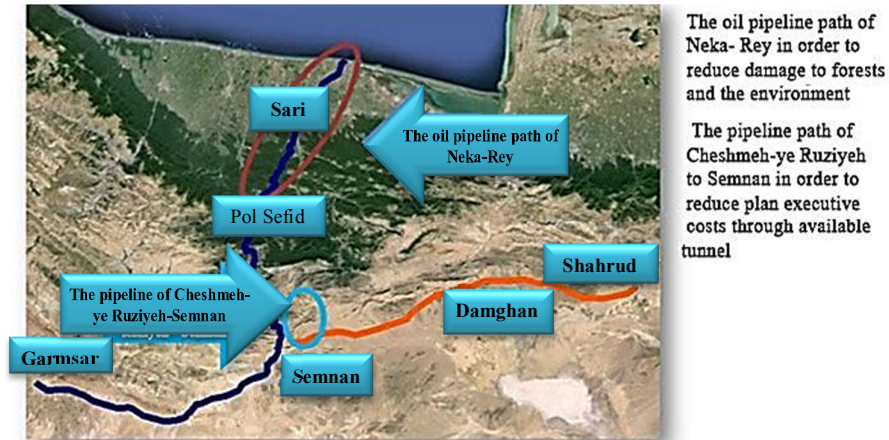 Sari
The oil pipeline path of
Neka-Rey
Pol Sefid
Shahrud
The pipeline of Cheshmeh-
ye Ruziyeh-Semnan
Damghan
Garmsar
Semnan
The oil pipeline path of
Neka- Rey in order to
reduce damage to forests
and the environment
The pipeline path of
Cheshmeh-ye Ruziyeh
to Semnan in order to
reduce plan executive
costs through available
tunnel